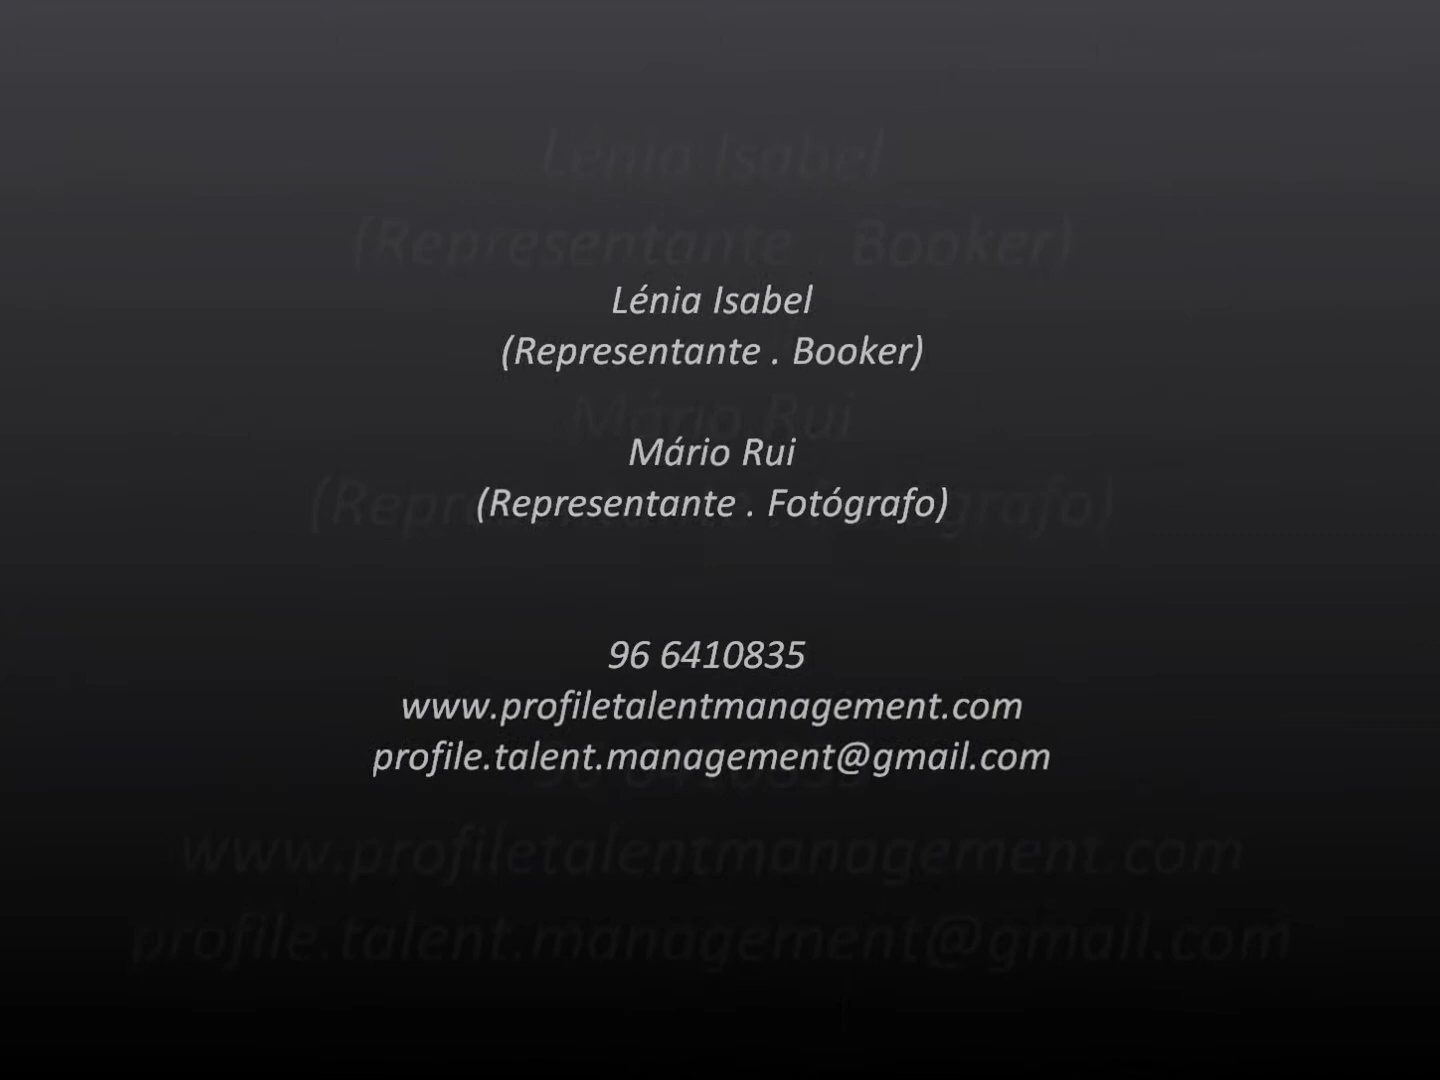 Lénia Isabel
(Representante . Booker)
Mário Rui
(Representante . Fotógrafo)
96 6410835
www.profiletalentmanagement.com
profile.talent.management@gmail.com